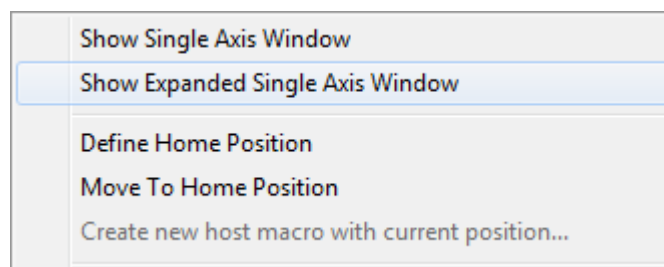 Show Single Axis Window
Show Expanded Single Axis Window
Define Home Position
Move To Home Position
Create new host macro with current position...